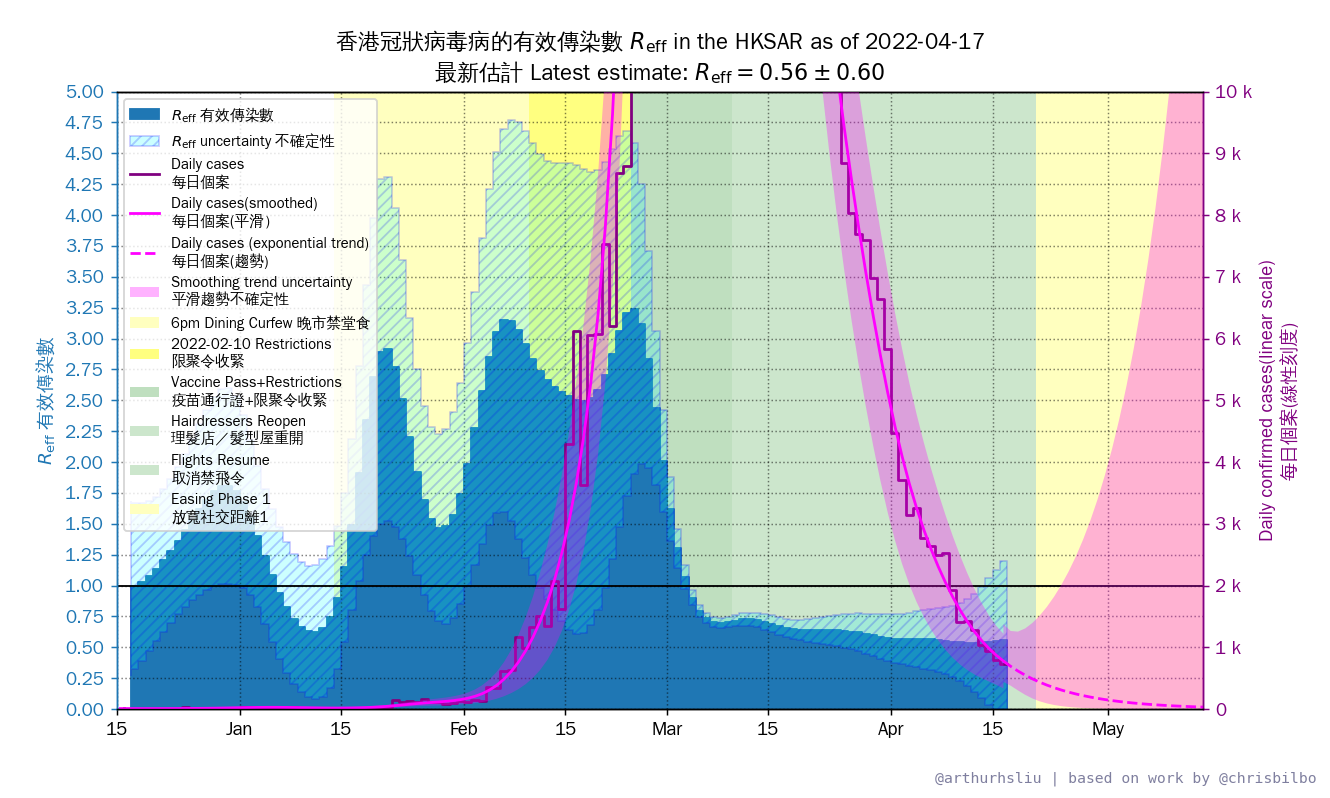 香港冠狀病毒病的有效傳染數 Reff in the HKSAR as of 2022-04-17
最新估計 Latest estimate: Reff = 0.56 ± 0.60
Reff 有效傳染數
Reff uncertainty 不確定性
Daily cases
每日個案
Daily cases(smoothed)
每日個案(平滑)
Daily cases (exponential trend)
每日個案(趨勢)
Smoothing trend uncertainty
平滑趨勢不確定性
6pm Dining Curfew 晚市禁堂食
2022-02-10 Restrictions
限聚令收緊
Vaccine Pass+Restrictions
疫苗通行證+限聚令收緊
Hairdressers Reopen
理髮店／髮型屋重開
Flights Resume
取消禁飛令
Easing Phase 1
放寬社交距離1
Reff 有效傳染數
5.00
4.75
4.50
4.25
4.00
3.75
3.50
3.25
3.00
2.75
2.50
2.25
2.00
1.75
1.50
1.25
1.00
0.75
0.50
0.25
0.00
10 k
9 k
8 k
7 k
6 k
5 k
4 k
3 k
2 k
1 k
0
Daily confirmed cases(linear scale)
每日個案(線性刻度)
15 Jan 15 Feb 15 Mar 15 Apr 15 May
@arthurhsliu | based on work by @chrisbilbo